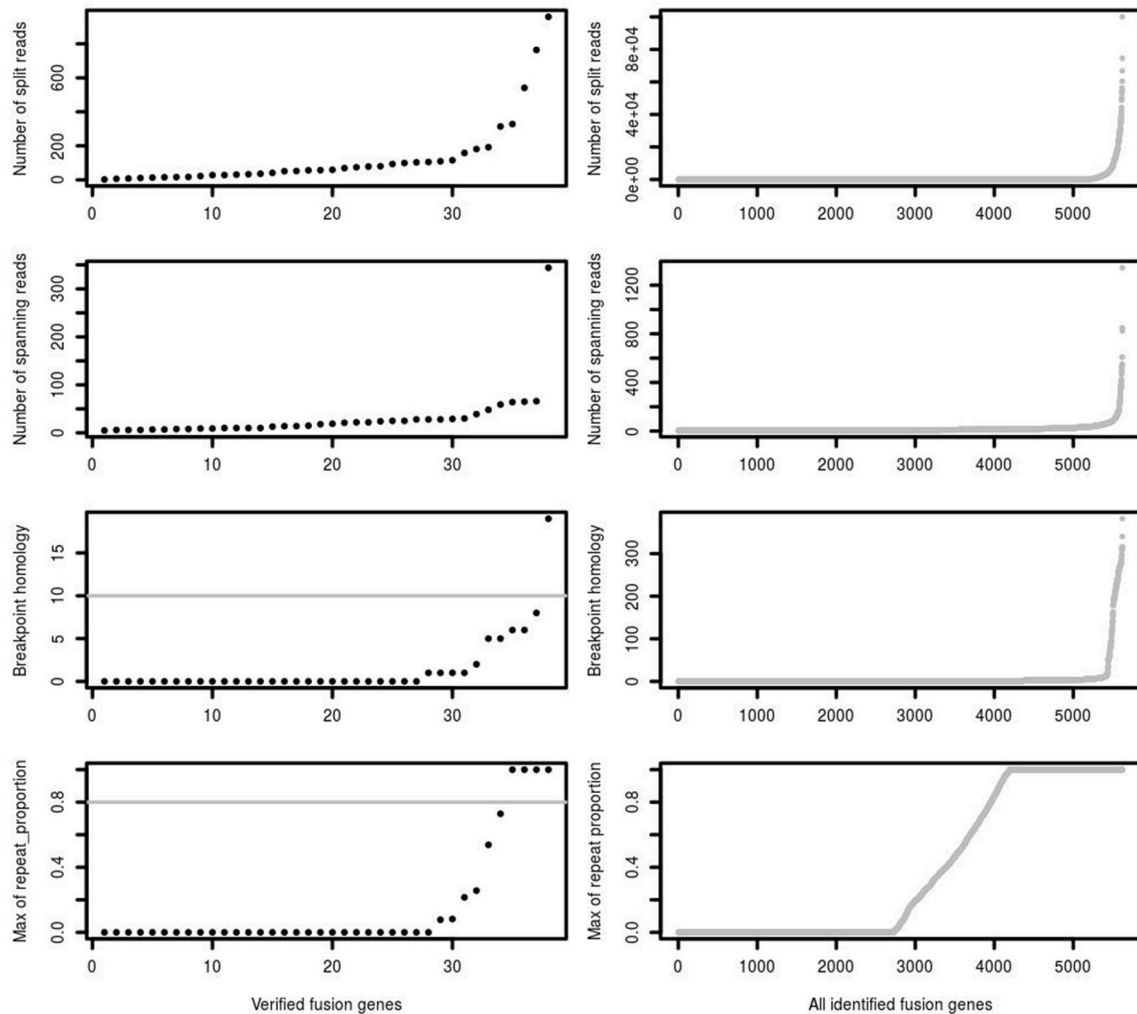 Number of split reads
0 200 600
0 10 20 30
Number of split reads
0e+00 4e+04 8e+04
0 1000 2000 3000 4000 5000
Number of spanning reads
0 100 200 300
0 10 20 30
Number of spanning reads
0 400 800 1200
0 1000 2000 3000 4000 5000
Breakpoint homology
0 5 10 15
0 10 20 30
Breakpoint homology
0 100 200 300
0 1000 2000 3000 4000 5000
Max of repeat_proportion
0.0 0.4 0.8
0 10 20 30
Verified fusion genes
Max of repeat proportion
0.0 0.4 0.8
0 1000 2000 3000 4000 5000
All identified fusion genes